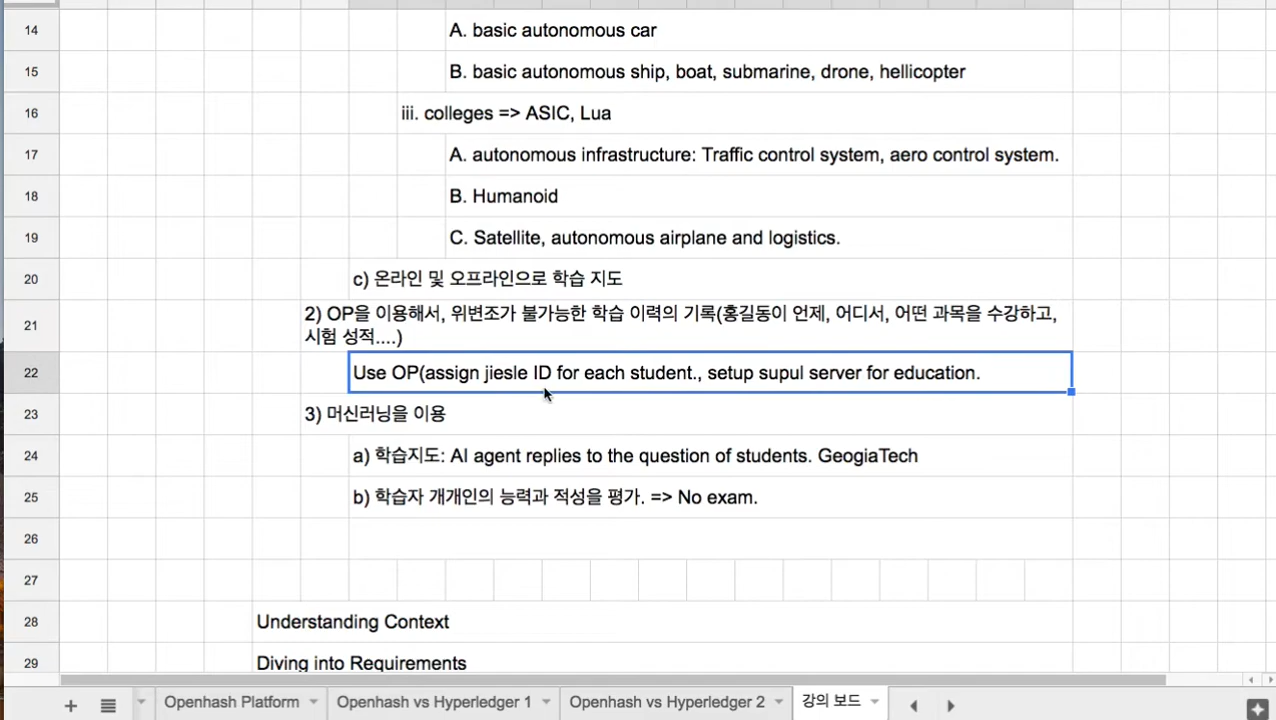 14
A. basic autonomous car
15
B. basic autonomous ship, boat, submarine, drone, hellicopter
16
iii. colleges => ASIC, Lua
17
A. autonomous infrastructure: Traffic control system, aero control system.
18
B. Humanoid
19
C. Satellite, autonomous airplane and logistics.
20
c) 온라인 및 오프라인으로 학습 지도
21
2) OP을 이용해서, 위변조가 불가능한 학습 이력의 기록(홍길동이 언제, 어디서, 어떤 과목을 수강하고,
시험 성적....)
22
Use OP(assign jiesle ID for each student., setup supul server for education.
23
3) 머신러닝을 이용
24
a) 학습지도: AI agent replies to the question of students. GeogiaTech
25
b) 학습자 개개인의 능력과 적성을 평가. => No exam.
26
27
28
Understanding Context
29
Diving into Requirements
Openhash Platform
Openhash vs Hyperledger 1
Openhash vs Hyperledger 2
강의 보드